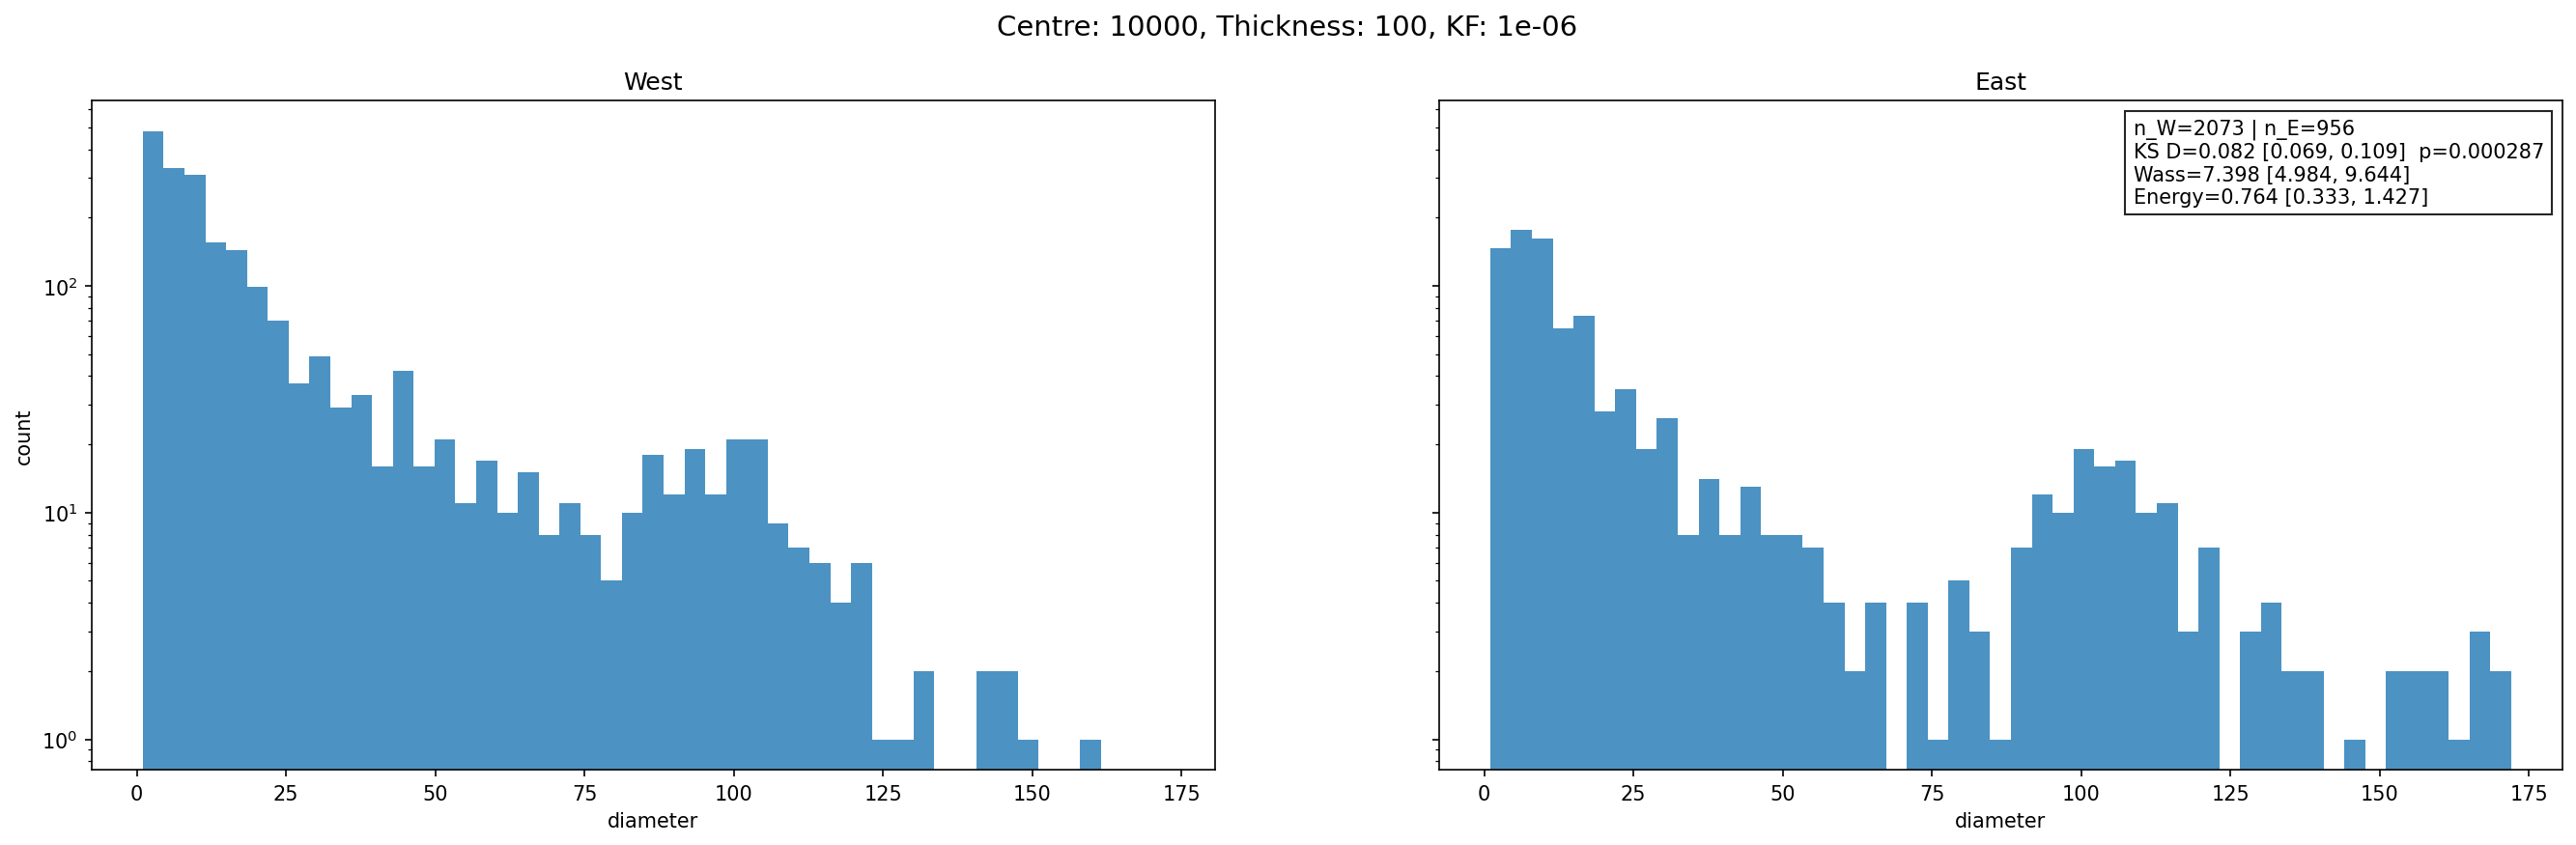 Centre: 10000, Thickness: 100, KF: 1e-06
West
East
n_W=2073 | n_E=956
KS D=0.082 [0.069, 0.109]  p=0.000287
Wass=7.398 [4.984, 9.644]
Energy=0.764 [0.333, 1.427]
count
10²
10¹
10⁰
0 25 50 75 100 125 150 175
diameter
0 25 50 75 100 125 150 175
diameter